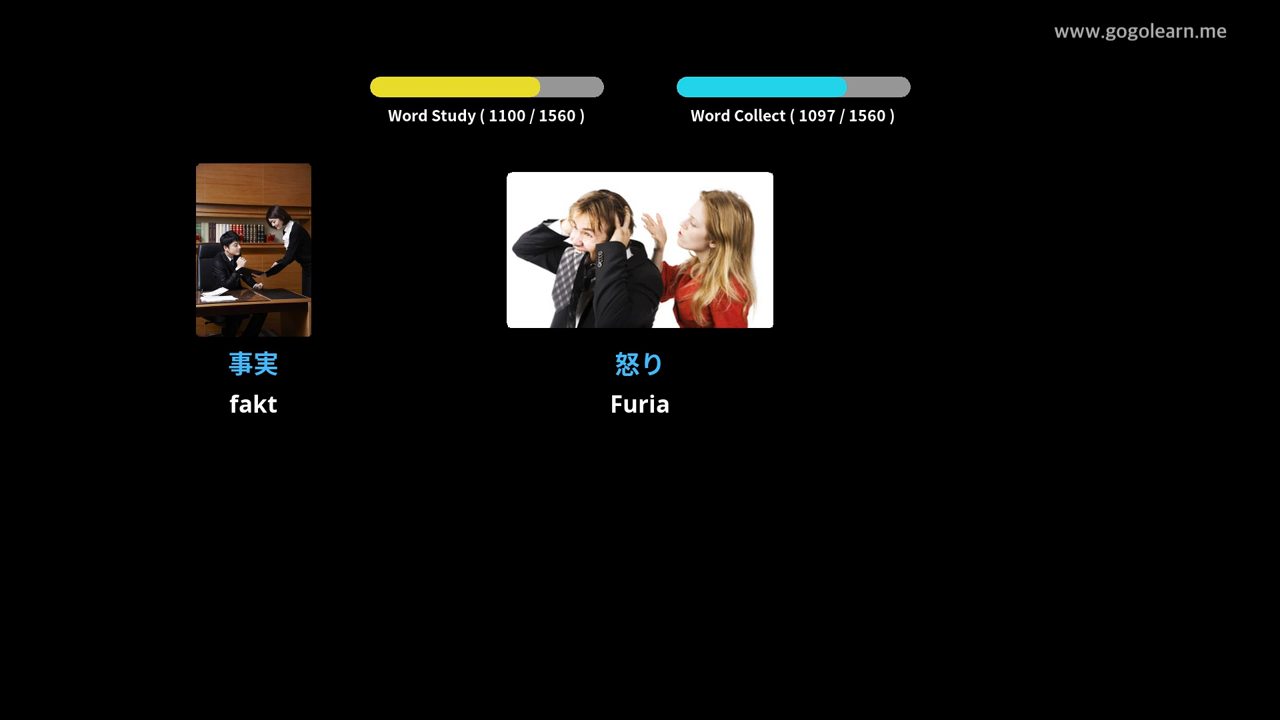 www.gogolearn.me
Word Study ( 1100 / 1560 )
Word Collect ( 1097 / 1560 )
事実
fakt
怒り
Furia